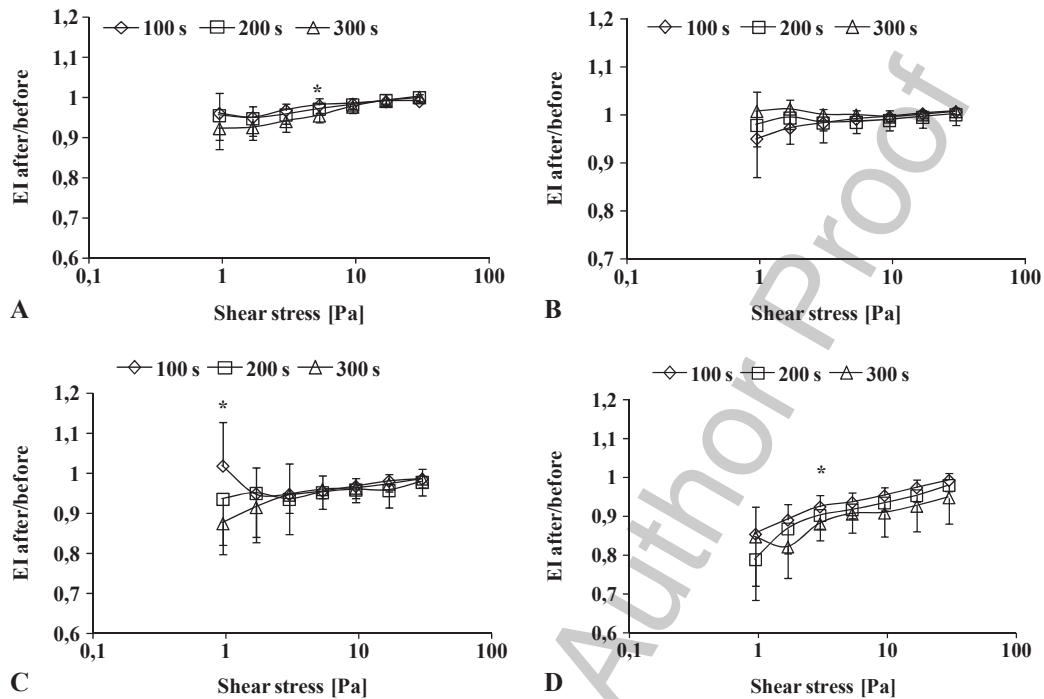 100 s 200 s 300 s
1,2
1,1
1
0,9
0,8
0,7
0,6
EI after/before
*
0,1 1 10 100
Shear stress [Pa]
A
100 s 200 s 300 s
1,2
1,1
1
0,9
0,8
0,7
EI after/before
0,1 1 10 100
Shear stress [Pa]
B
100 s 200 s 300 s
1,2
1,1
1
0,9
0,8
0,7
0,6
EI after/before
*
0,1 1 10 100
Shear stress [Pa]
C
100 s 200 s 300 s
1,2
1,1
1
0,9
0,8
0,7
0,6
EI after/before
*
0,1 1 10 100
Shear stress [Pa]
D
Author Proof